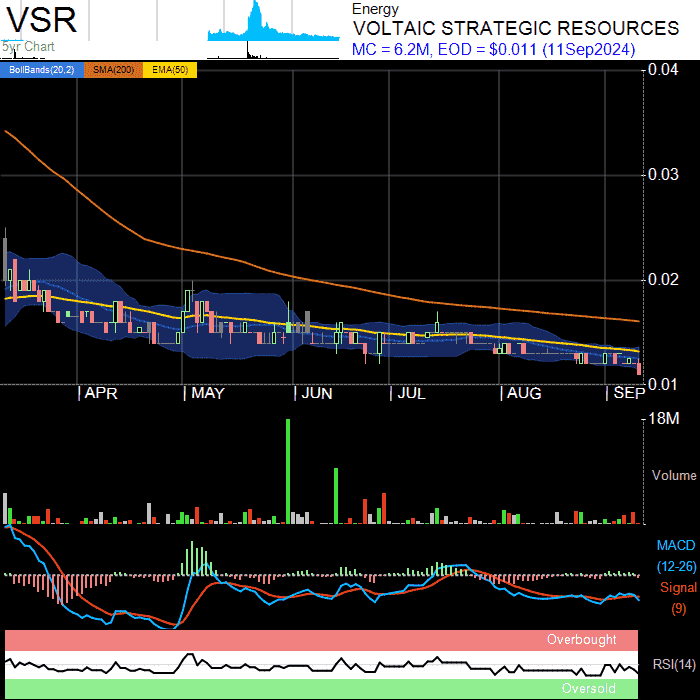 VSR
5yr Chart
Energy
VOLTAIC STRATEGIC RESOURCES
MC = 6.2M, EOD = $0.011 (11Sep2024)
BollBands(20,2) SMA(200) EMA(50)
0.04
0.03
0.02
0.01
APR MAY JUN JUL AUG SEP
18M
Volume
MACD
(12-26)
Signal
(9)
Overbought
RSI(14)
Oversold